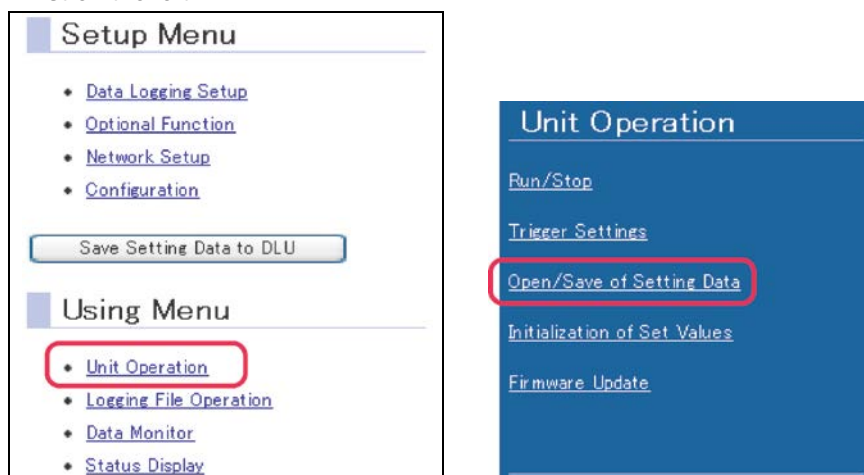 Setup Menu
Data Logging Setup
Optional Function
Network Setup
Configuration
Save Setting Data to DLU
Using Menu
Unit Operation
Logging File Operation
Data Monitor
Status Display
Unit Operation
Run/Stop
Trigger Settings
Open/Save of Setting Data
Initialization of Set Values
Firmware Update